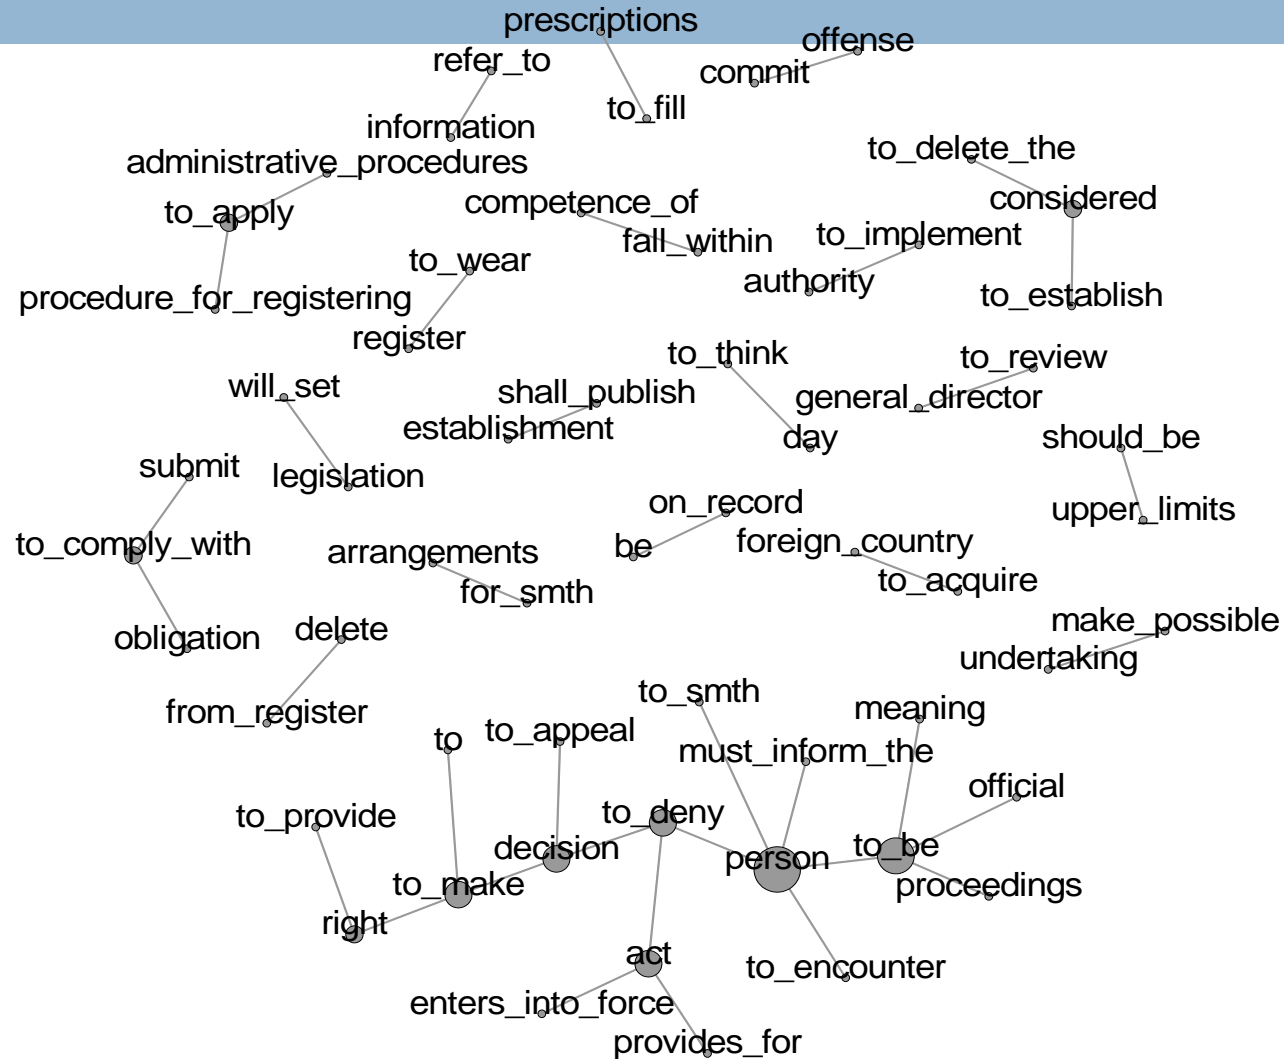 prescriptions
offense
refer_to
commit
to_fill
information
to_delete_the
administrative_procedures
considered
competence_of
to_apply
to_implement
fall_within
to_wear
authority
to_establish
procedure_for_registering
register
to_think
to_review
will_set
shall_publish
general_director
establishment
day
should_be
submit
legislation
on_record
upper_limits
to_comply_with
be
foreign_country
arrangements
to_acquire
for_smth
make_possible
delete
obligation
undertaking
to_smth
meaning
from_register
to
to_appeal
must_inform_the
official
to_provide
to_deny
decision
to_be
person
to_make
proceedings
right
act
to_encounter
enters_into_force
provides_for